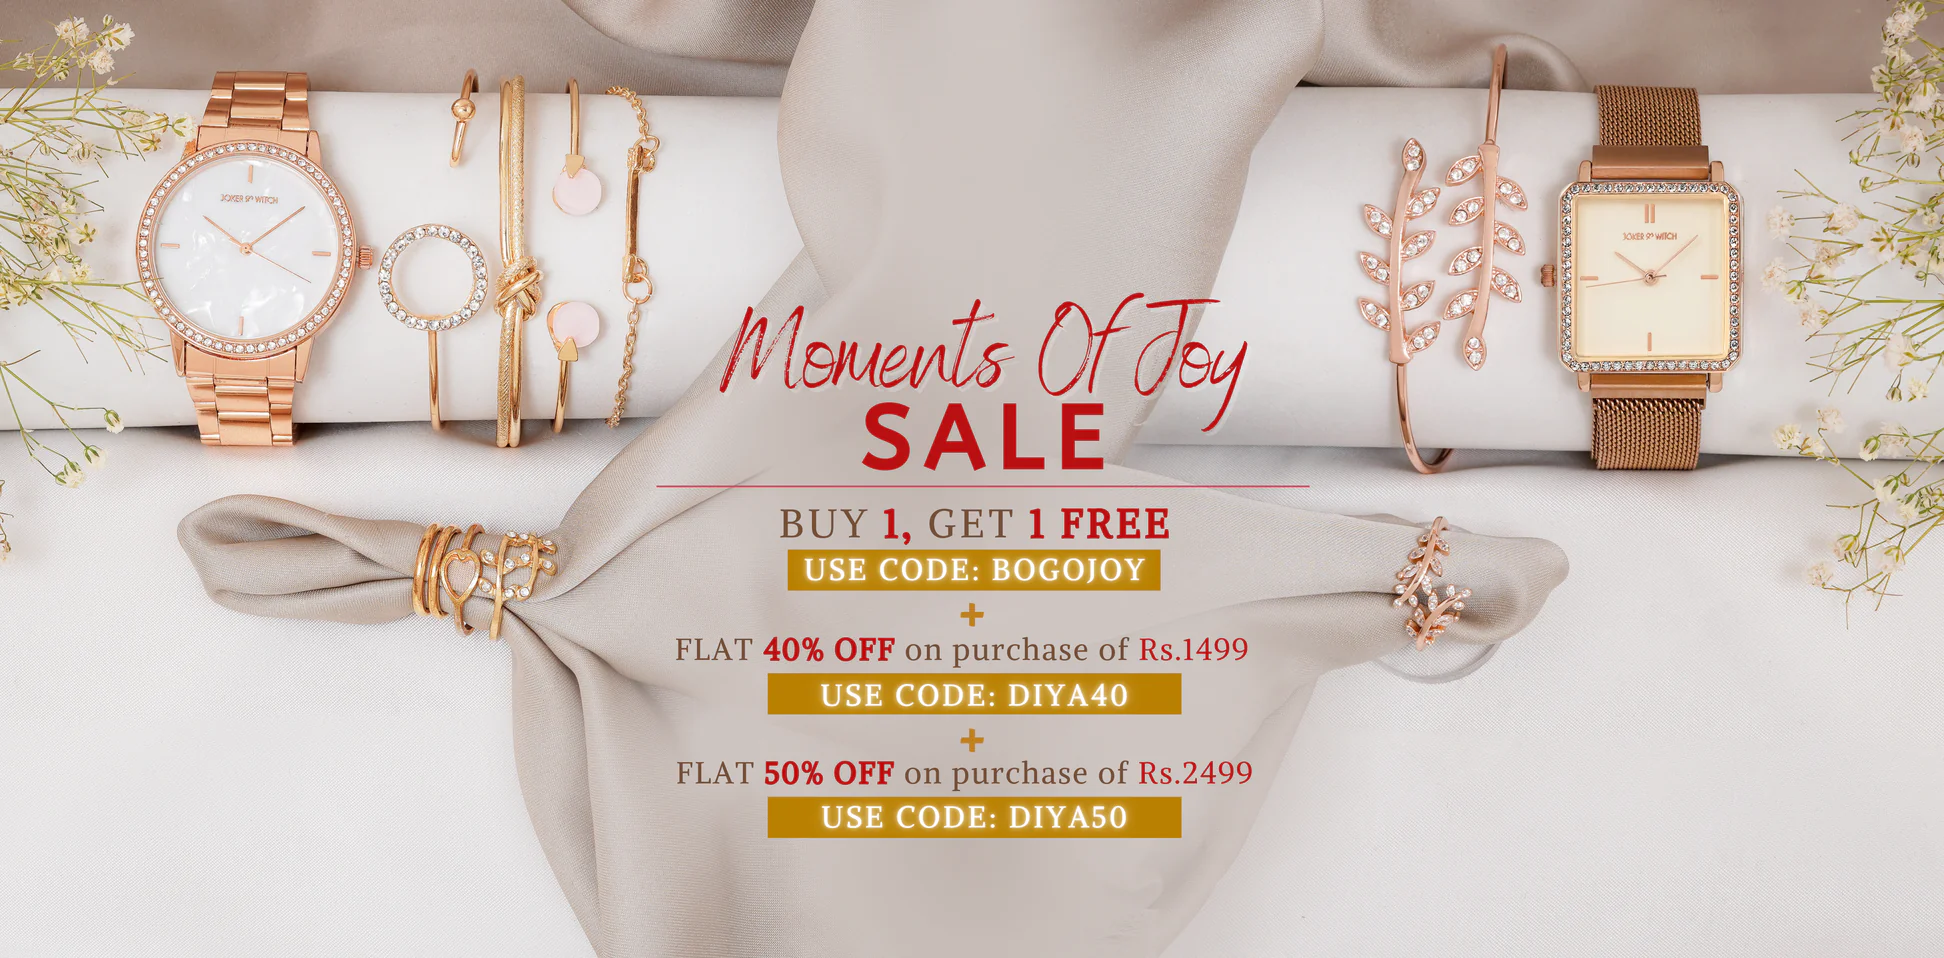 JOKER & WITCH
JOKER & WITCH
Moments Of Joy
SALE
BUY 1, GET 1 FREE
USE CODE: BOGOJOY
+
FLAT 40% OFF on purchase of Rs.1499
USE CODE: DIYA40
+
FLAT 50% OFF on purchase of Rs.2499
USE CODE: DIYA50